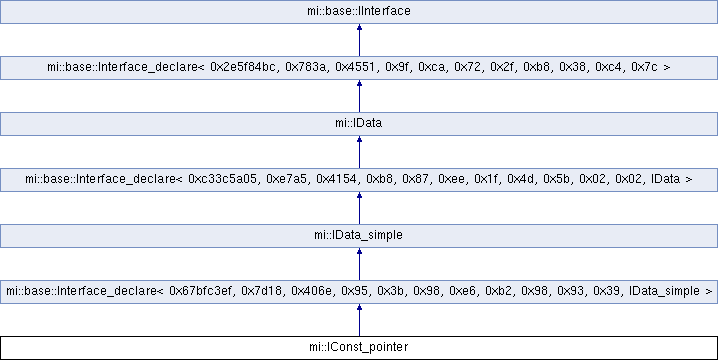 mi::base::IInterface
mi::base::Interface_declare< 0x2e5f84bc, 0x783a, 0x4551, 0x9f, 0xca, 0x72, 0x2f, 0xb8, 0x38, 0xc4, 0x7c >
mi::IData
mi::base::Interface_declare< 0xc33c5a05, 0xe7a5, 0x4154, 0xb8, 0x87, 0xee, 0x1f, 0x4d, 0x5b, 0x02, 0x02, IData >
mi::IData_simple
mi::base::Interface_declare< 0x67bfc3ef, 0x7d18, 0x406e, 0x95, 0x3b, 0x98, 0xe6, 0xb2, 0x98, 0x93, 0x39, IData_simple >
mi::IConst_pointer